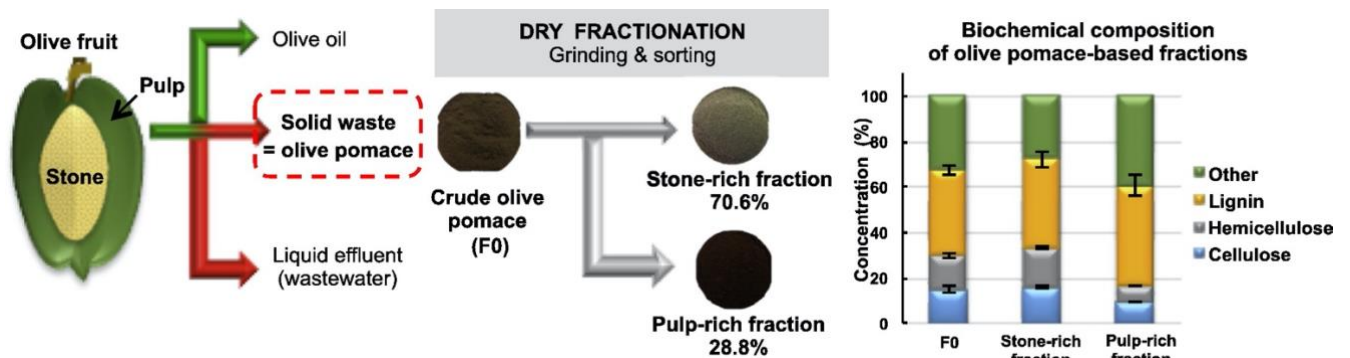 Olive fruit
Pulp
Stone
Olive oil
Solid waste
= olive pomace
Liquid effluent
(wastewater)
DRY FRACTIONATION
Grinding & sorting
Crude olive
pomace
(F0)
Stone-rich fraction
70.6%
Pulp-rich fraction
28.8%
Biochemical composition
of olive pomace-based fractions
Concentration (%)
100
80
60
40
20
0
F0
Stone-rich
fraction
Pulp-rich
fraction
Other
Lignin
Hemicellulose
Cellulose